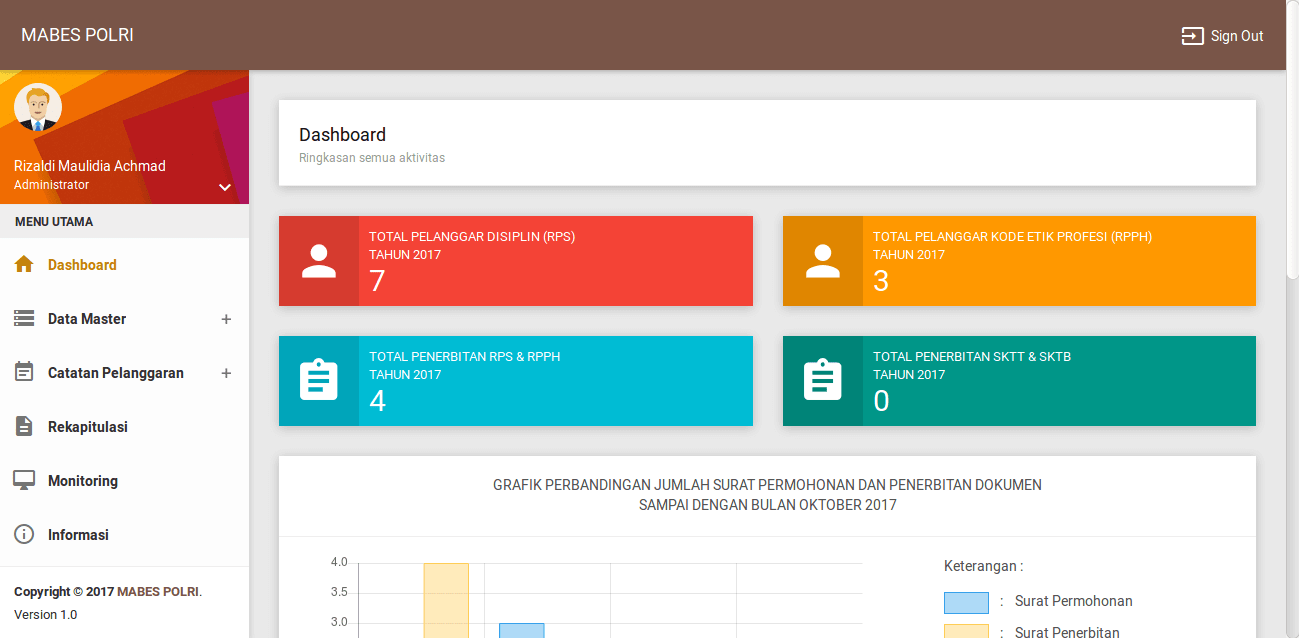 MABES POLRI
Sign Out
Rizaldi Maulidia Achmad
Administrator
MENU UTAMA
Dashboard
Data Master +
Catatan Pelanggaran +
Rekapitulasi
Monitoring
Informasi
Copyright © 2017 MABES POLRI.
Version 1.0
Dashboard
Ringkasan semua aktivitas
TOTAL PELANGGAR DISIPLIN (RPS)
TAHUN 2017
7
TOTAL PELANGGAR KODE ETIK PROFESI (RPPH)
TAHUN 2017
3
TOTAL PENERBITAN RPS & RPPH
TAHUN 2017
4
TOTAL PENERBITAN SKTT & SKTB
TAHUN 2017
0
GRAFIK PERBANDINGAN JUMLAH SURAT PERMOHONAN DAN PENERBITAN DOKUMEN
SAMPAI DENGAN BULAN OKTOBER 2017
4.0
3.5
3.0
Keterangan :
: Surat Permohonan
: Surat Penerbitan